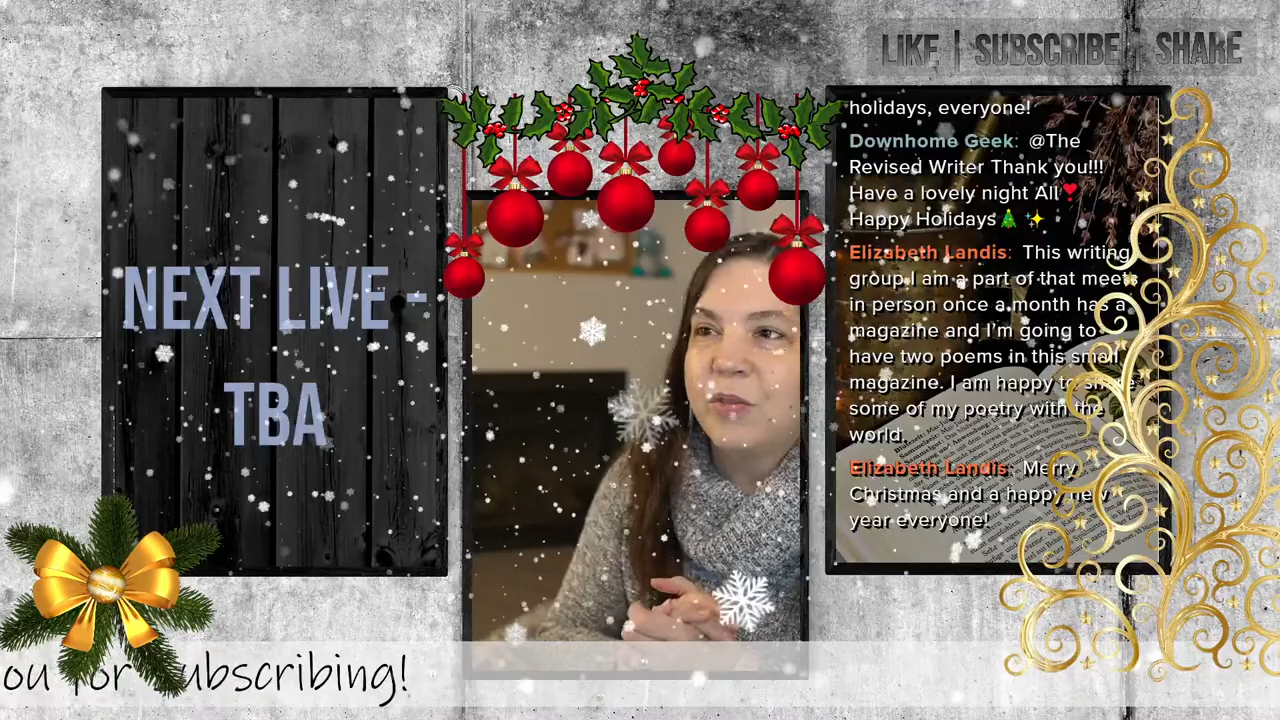 LIKE | SUBSCRIBE | SHARE
NEXT LIVE -
TBA
holidays, everyone!
Downhome Geek: @The
Revised Writer Thank you!!!
Have a lovely night All❣
Happy Holidays🎄✨
Elizabeth Landis: This writing
group I am a part of that meets
in person once a month has a
magazine and I'm going to
have two poems in this small
magazine. I am happy to share
some of my poetry with the
world.
Elizabeth Landis: Merry
Christmas and a happy new
year everyone!
ou for subscribing!